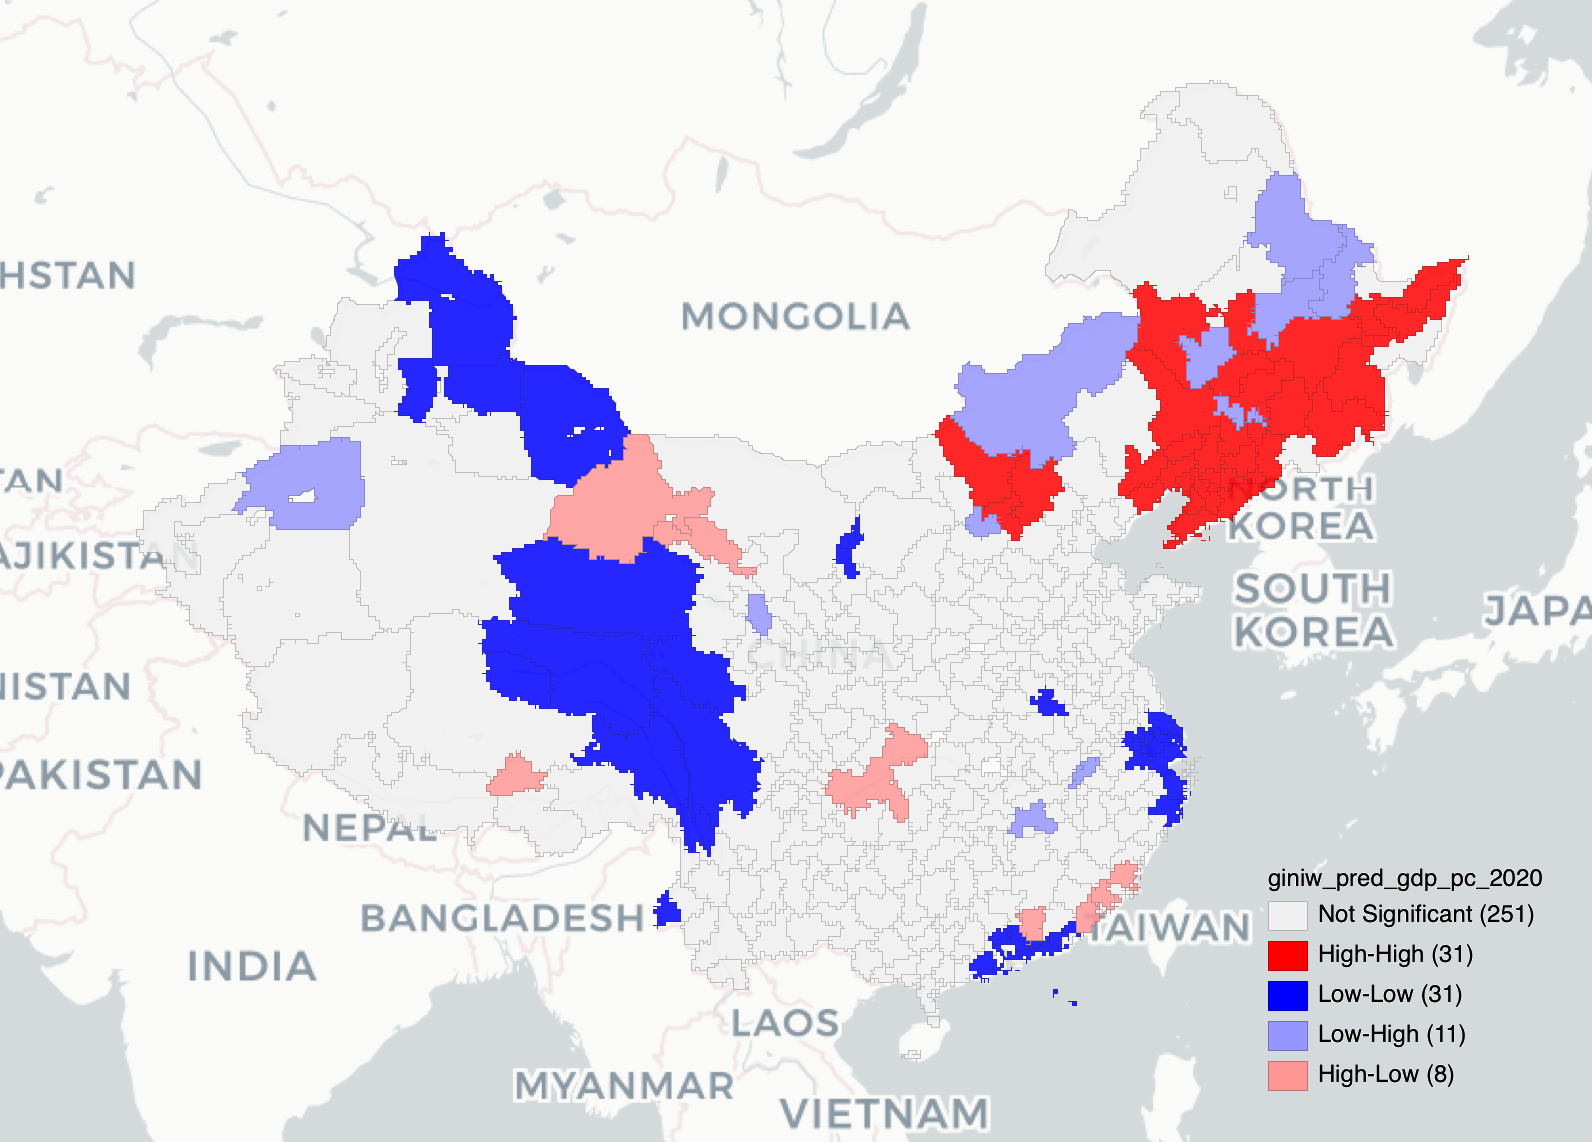 HSTAN
MONGOLIA
TAN
NORTH
KOREA
AJIKISTAN
SOUTH
KOREA
JAPA
CHINA
NISTAN
PAKISTAN
NEPAL
BANGLADESH
TAIWAN
INDIA
LAOS
MYANMAR
VIETNAM
giniw_pred_gdp_pc_2020
Not Significant (251)
High-High (31)
Low-Low (31)
Low-High (11)
High-Low (8)